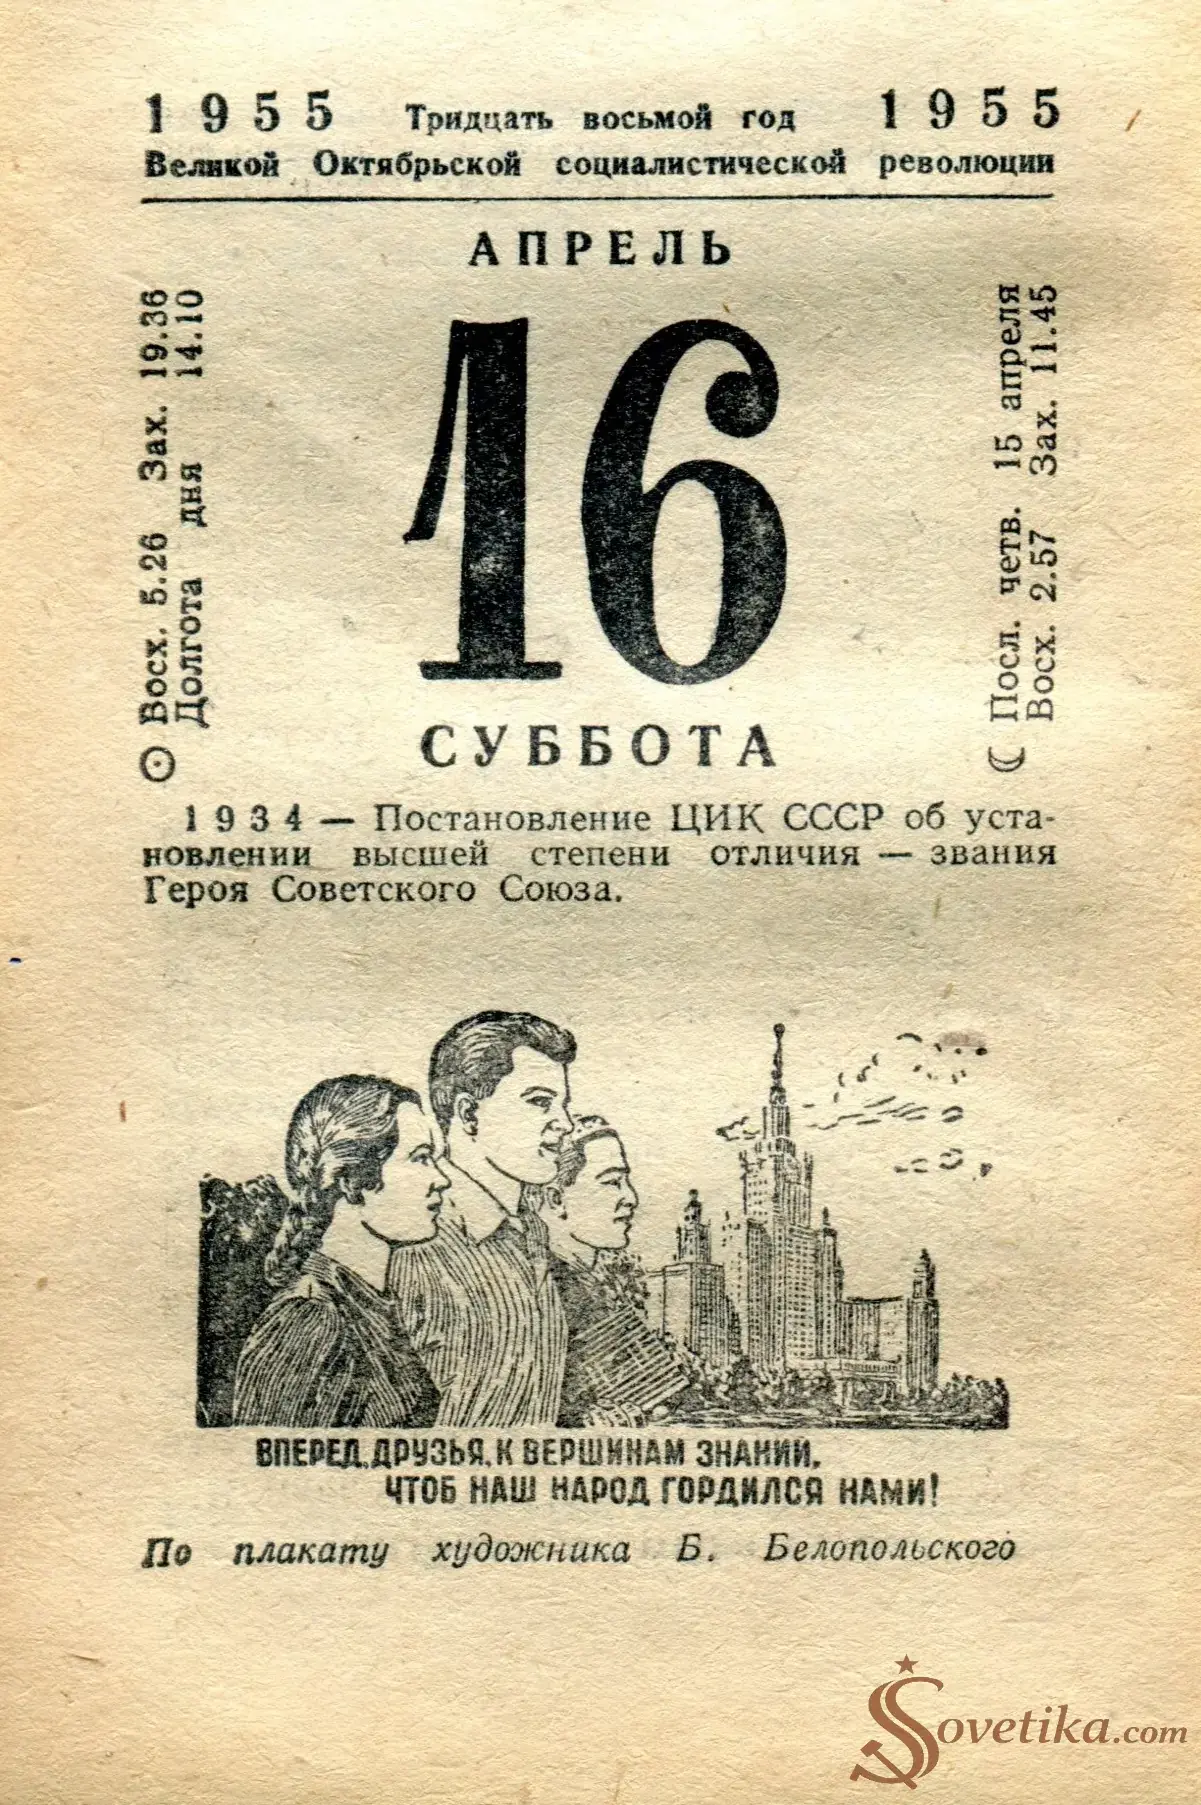 1955 Тридцать восьмой год 1955
Великой Октябрьской социалистической революции
АПРЕЛЬ
Восх. 5.26 Зах. 19.36
Долгота дня 14.10
16
Посл. четв. 15 апреля
Восх. 2.57 Зах. 11.45
СУББОТА
1934 — Постановление ЦИК СССР об уста-
новлении высшей степени отличия — звания
Героя Советского Союза.
ВПЕРЕД, ДРУЗЬЯ, К ВЕРШИНАМ ЗНАНИЙ,
ЧТОБ НАШ НАРОД ГОРДИЛСЯ НАМИ!
По плакату художника Б. Белопольского
Sovetika.com